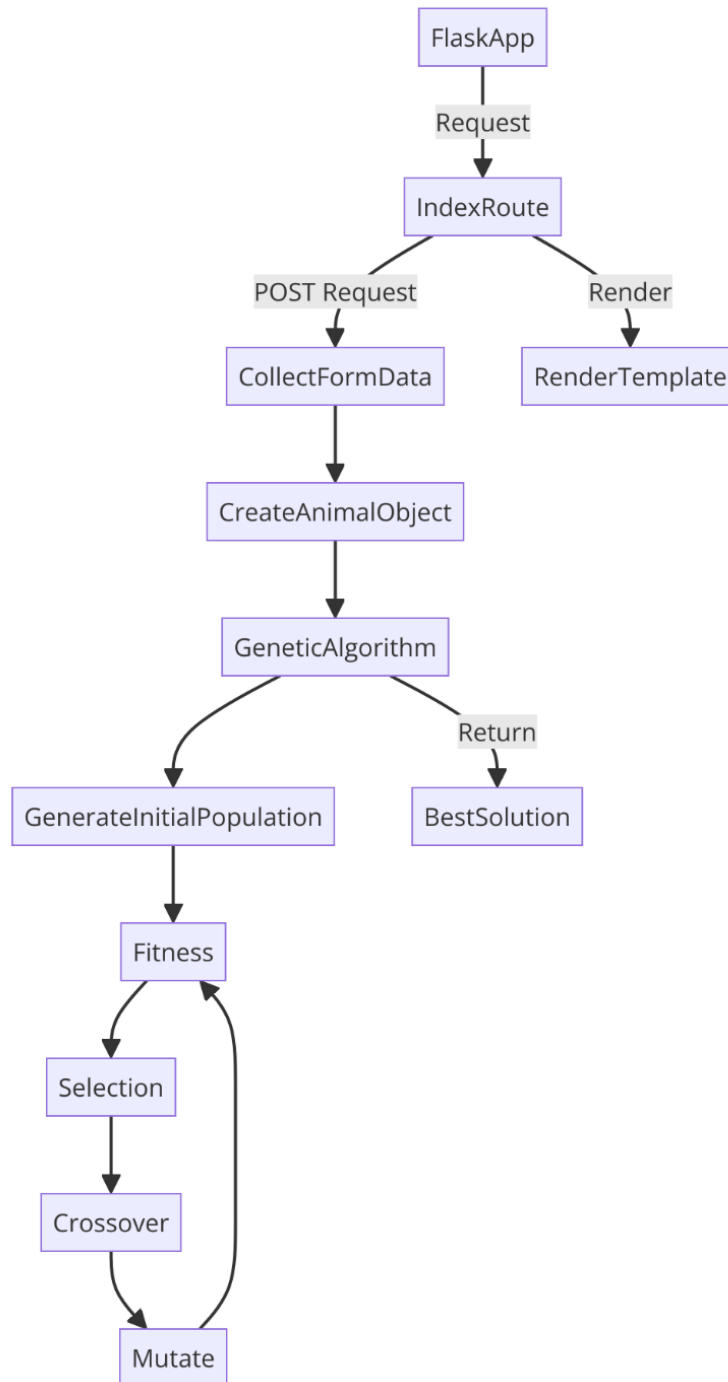 FlaskApp
Request
IndexRoute
POST Request
Render
CollectFormData
RenderTemplate
CreateAnimalObject
GeneticAlgorithm
Return
GenerateInitialPopulation
BestSolution
Fitness
Selection
Crossover
Mutate